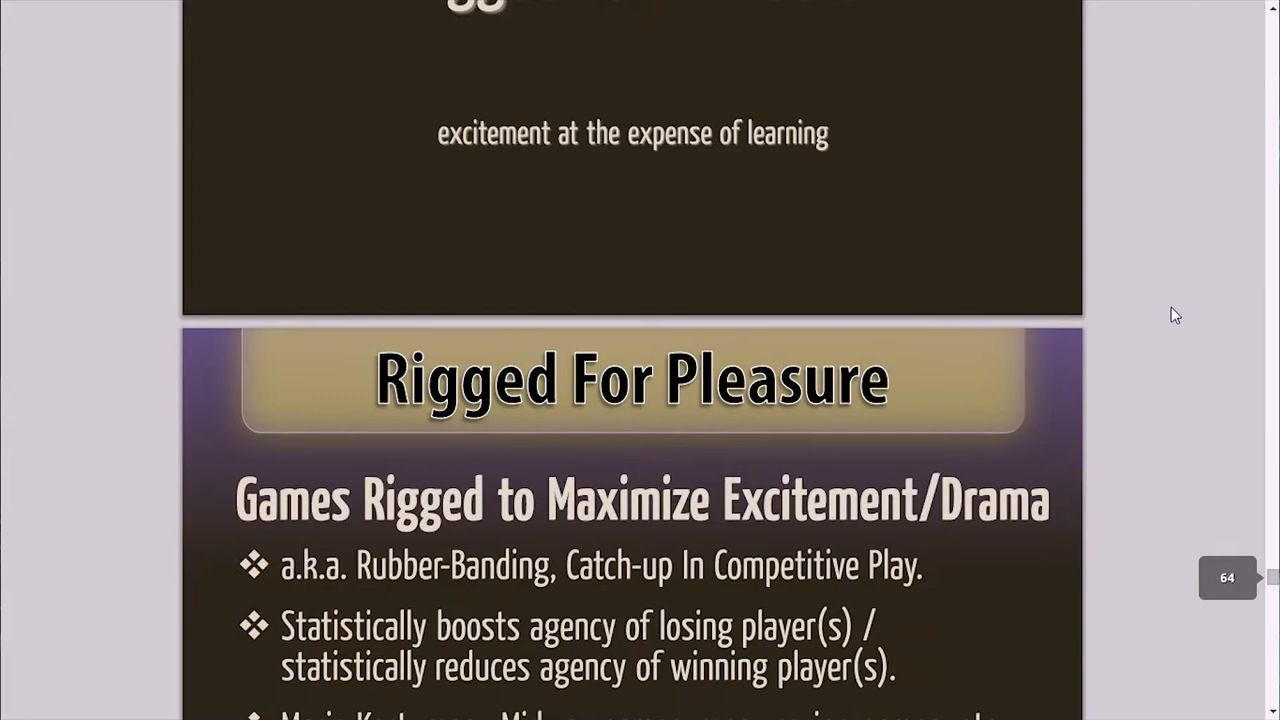 excitement at the expense of learning
Rigged For Pleasure
Games Rigged to Maximize Excitement/Drama
❖ a.k.a. Rubber-Banding, Catch-up In Competitive Play.
❖ Statistically boosts agency of losing player(s) /
statistically reduces agency of winning player(s).
64